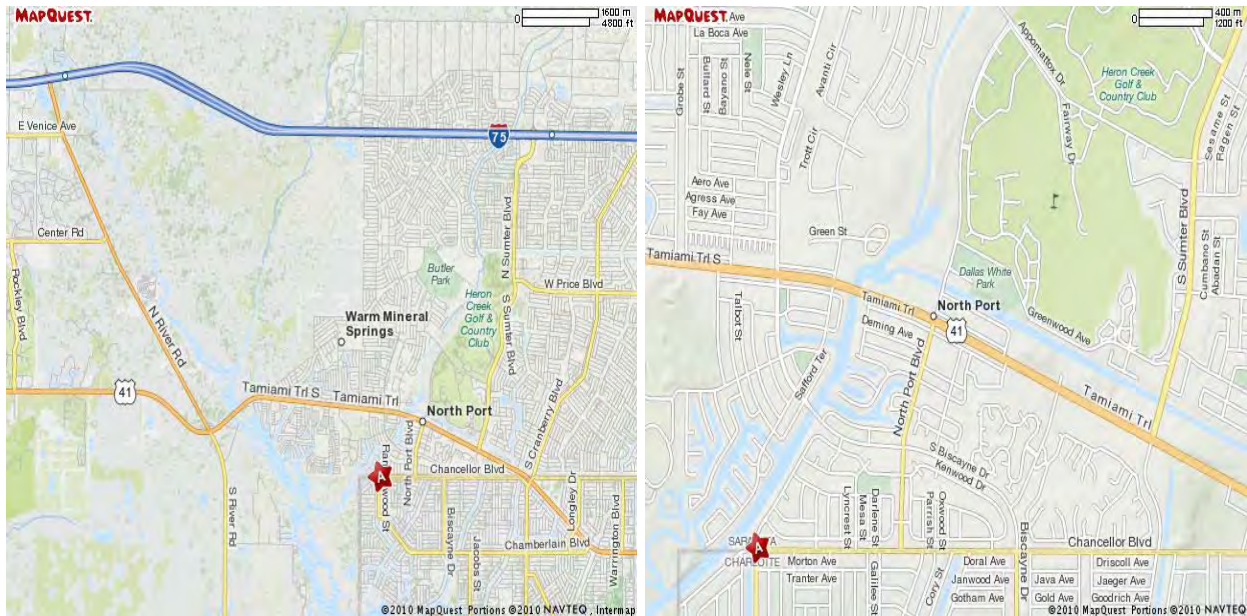 MAPQUEST.
1600 m
0
4800 ft
75
E Venice Ave
Center Rd
Rockley Blvd
N River Rd
Butler
Park
N Sumter Blvd
S Sumter Blvd
W Price Blvd
Heron
Creek
Golf &
Country
Club
Warm Mineral
Springs
41
Tamiami Trl S
Tamiami Trl
North Port
S Cranberry Blvd
North Port Blvd
Chancellor Blvd
A
S River Rd
Biscayne Dr
Jacobs St
Longley Dr
Warrington Blvd
Chamberlain Blvd
©2010 MapQuest Portions ©2010 NAVTEQ, Intermap
MAPQUEST.
400 m
0
1200 ft
Ave
La Boca Ave
Grobe St
Bullard St
Bayano St
Nele St
Wesley Ln
Avanti Cir
Trott Cir
Appomattox Dr
Heron Creek
Golf &
Country Club
Fairway Dr
Sesame St
Ragen St
Aero Ave
Agress Ave
Fay Ave
Green St
S Sumter Blvd
Cumbano St
Abadan St
Tamiami Trl S
Dallas White
Park
Tamiami Trl
North Port
41
Greenwood Ave
Talbot St
Deming Ave
Safford Ter
North Port Blvd
Tamiami Trl
S Biscayne Dr
Kenwood Dr
Lyncrest St
Mesa St
Darlene St
Oxwood St
Parrish St
Biscayne Dr
Chancellor Blvd
A
Morton Ave
Tranter Ave
Galilee St
Corn St
Doral Ave
Janwood Ave
Gotham Ave
Driscoll Ave
Java Ave
Jaeger Ave
Gold Ave
Goodrich Ave
©2010 MapQuest Portions ©2010 NAVTEQ